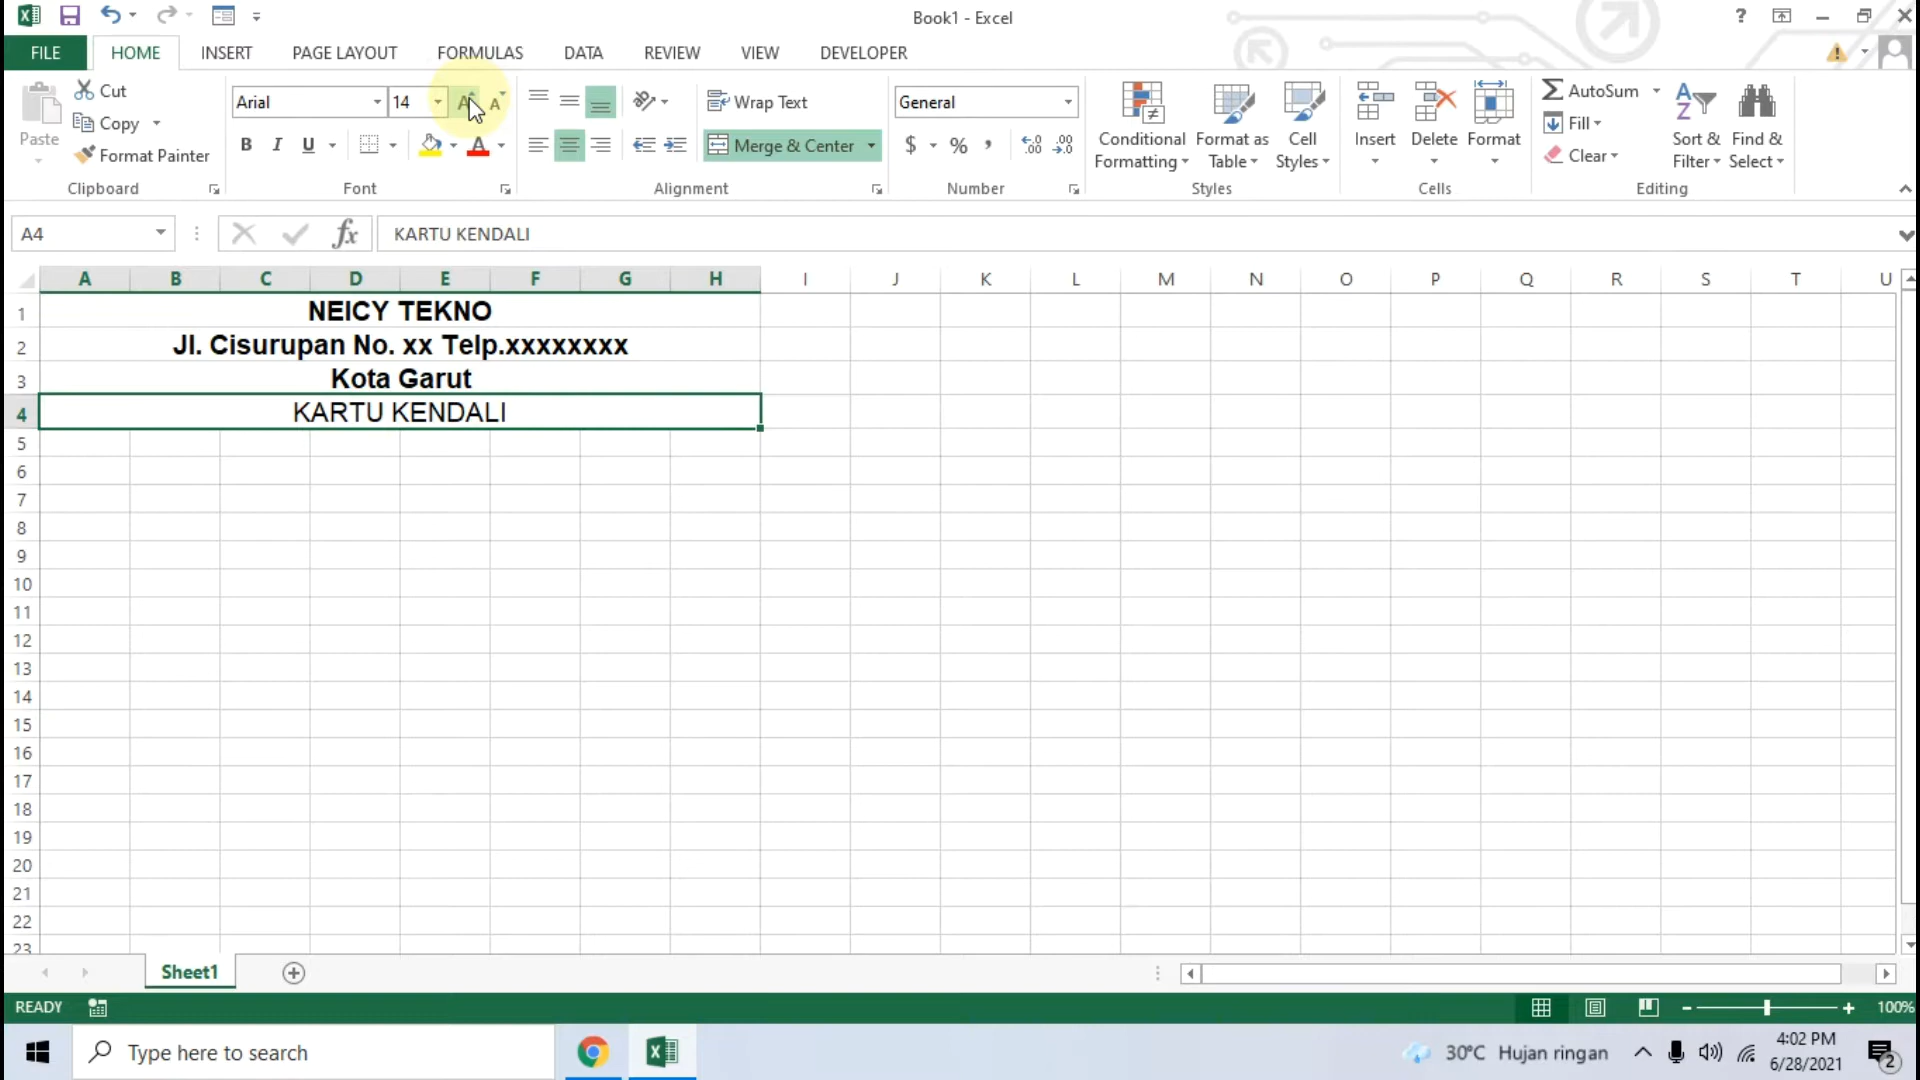 Book1 - Excel
?
FILE HOME INSERT PAGE LAYOUT FORMULAS DATA REVIEW VIEW DEVELOPER
Paste
Cut
Copy
Format Painter
Clipboard
Arial 14
B I U
Font
Wrap Text
Merge & Center
Alignment
General
$ % ,
Number
Conditional Formatting
Format as Table
Cell Styles
Styles
Insert
Delete
Format
Cells
AutoSum
Fill
Clear
Sort & Filter
Find & Select
Editing
A4 fx KARTU KENDALI
A B C D E F G H I J K L M N O P Q R S T U
1 NEICY TEKNO
2 Jl. Cisurupan No. xx Telp.xxxxxxxx
3 Kota Garut
4 KARTU KENDALI
5
6
7
8
9
10
11
12
13
14
15
16
17
18
19
20
21
22
23
Sheet1
READY 100%
Type here to search
30°C Hujan ringan
4:02 PM
6/28/2021
2